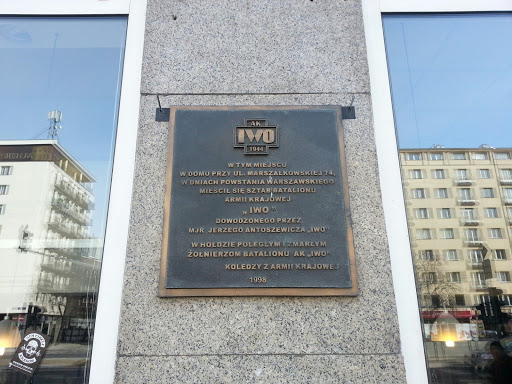 AK
IWO
1944
W TYM MIEJSCU
W DOMU PRZY UL. MARSZAŁKOWSKIEJ 74,
W DNIACH POWSTANIA WARSZAWSKIEGO
MIEŚCIŁ SIĘ SZTAB BATALIONU
ARMII KRAJOWEJ
„IWO"
DOWODZONEGO PRZEZ
MJR. JERZEGO ANTOSZEWICZA „IWO"
W HOŁDZIE POLEGŁYM I ZMARŁYM
ŻOŁNIERZOM BATALIONU AK „IWO"
KOLEDZY Z ARMII KRAJOWEJ
1998